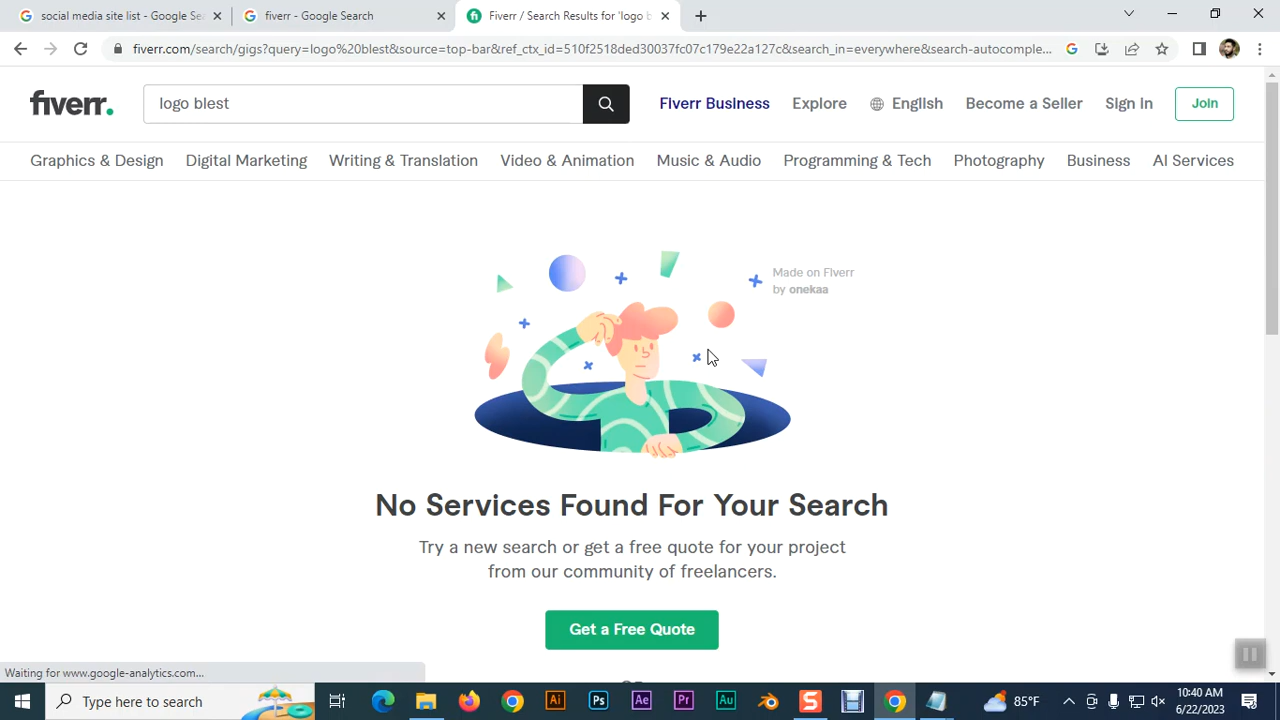 social media site list - Google Se
fiverr - Google Search
Fiverr / Search Results for 'logo b
fiverr.com/search/gigs?query=logo%20blest&source=top-bar&ref_ctx_id=510f2518ded30037fc07c179e22a127c&search_in=everywhere&search-autocomple...
fiverr.
logo blest
Fiverr Business
Explore
English
Become a Seller
Sign In
Join
Graphics & Design
Digital Marketing
Writing & Translation
Video & Animation
Music & Audio
Programming & Tech
Photography
Business
AI Services
Made on Fiverr
by onekaa
No Services Found For Your Search
Try a new search or get a free quote for your project
from our community of freelancers.
Get a Free Quote
Waiting for www.google-analytics.com...
Type here to search
Ai
Ps
Ae
Pr
Au
S
85°F
10:40 AM
6/22/2023